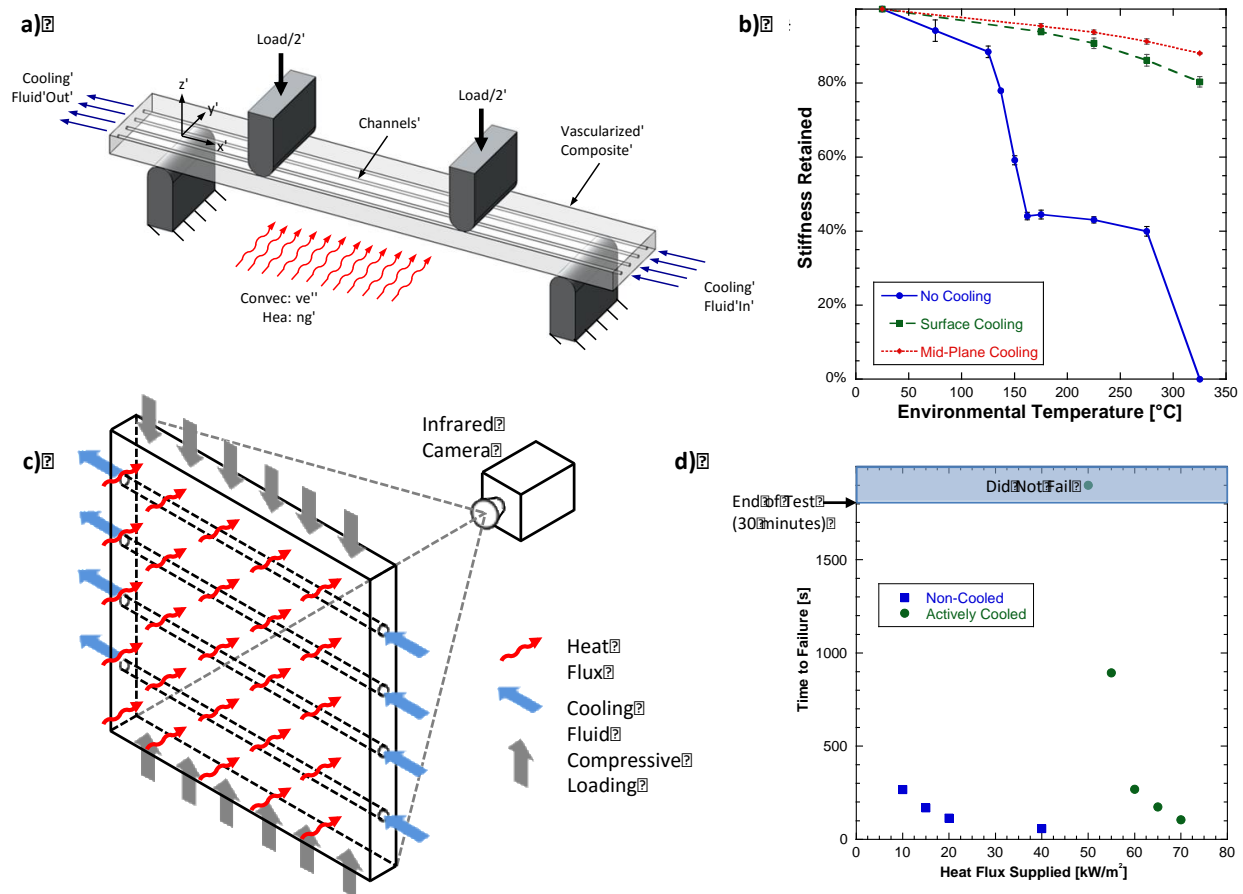 a)
Load/2'
Cooling'
Fluid'Out'
z'
y'
x'
Channels'
Load/2'
Vascularized'
Composite'
Convec: ve''
Hea: ng'
Cooling'
Fluid'In'
b)
80%
60%
40%
20%
0%
Stiffness Retained
No Cooling
Surface Cooling
Mid-Plane Cooling
0 50 100 150 200 250 300 350
Environmental Temperature [°C]
c)
Infrared
Camera
Heat
Flux
Cooling
Fluid
Compressive
Loading
d)
Did Not Fail
End of Test
(30 minutes)
1500
1000
500
0
Time to Failure [s]
Non-Cooled
Actively Cooled
0 10 20 30 40 50 60 70 80
Heat Flux Supplied [kW/m²]